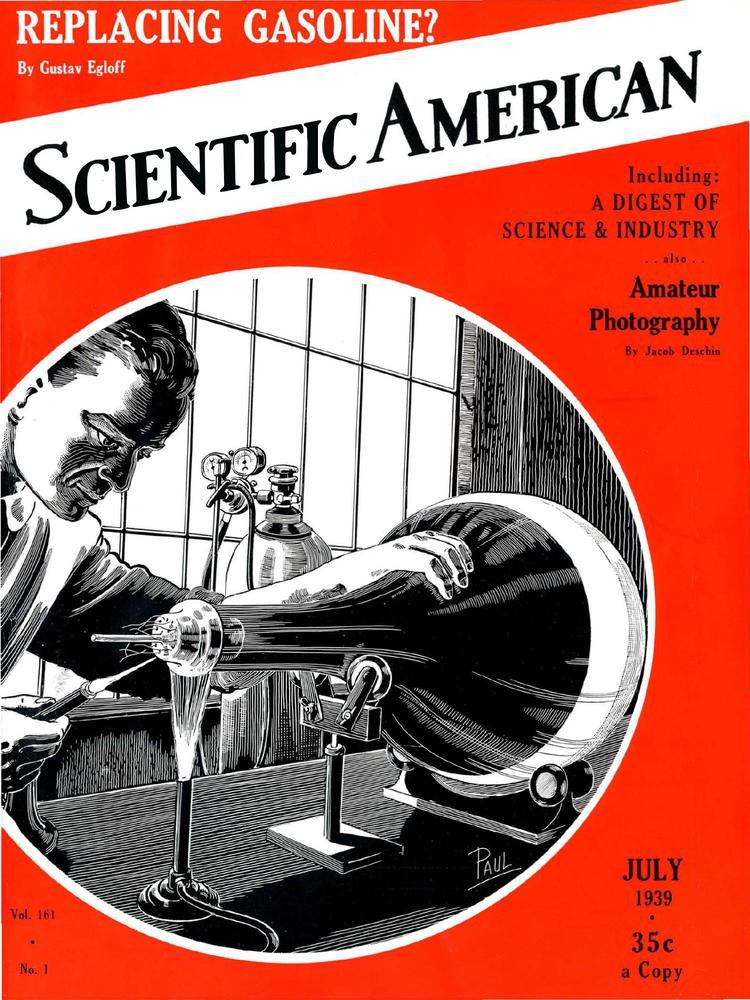 REPLACING GASOLINE?
By Gustav Egloff
SCIENTIFIC AMERICAN
Including:
A DIGEST OF
SCIENCE & INDUSTRY
. . also . .
Amateur
Photography
By Jacob Deschin
PAUL
JULY
1939
•
35c
a Copy
Vol. 161
•
No. 1